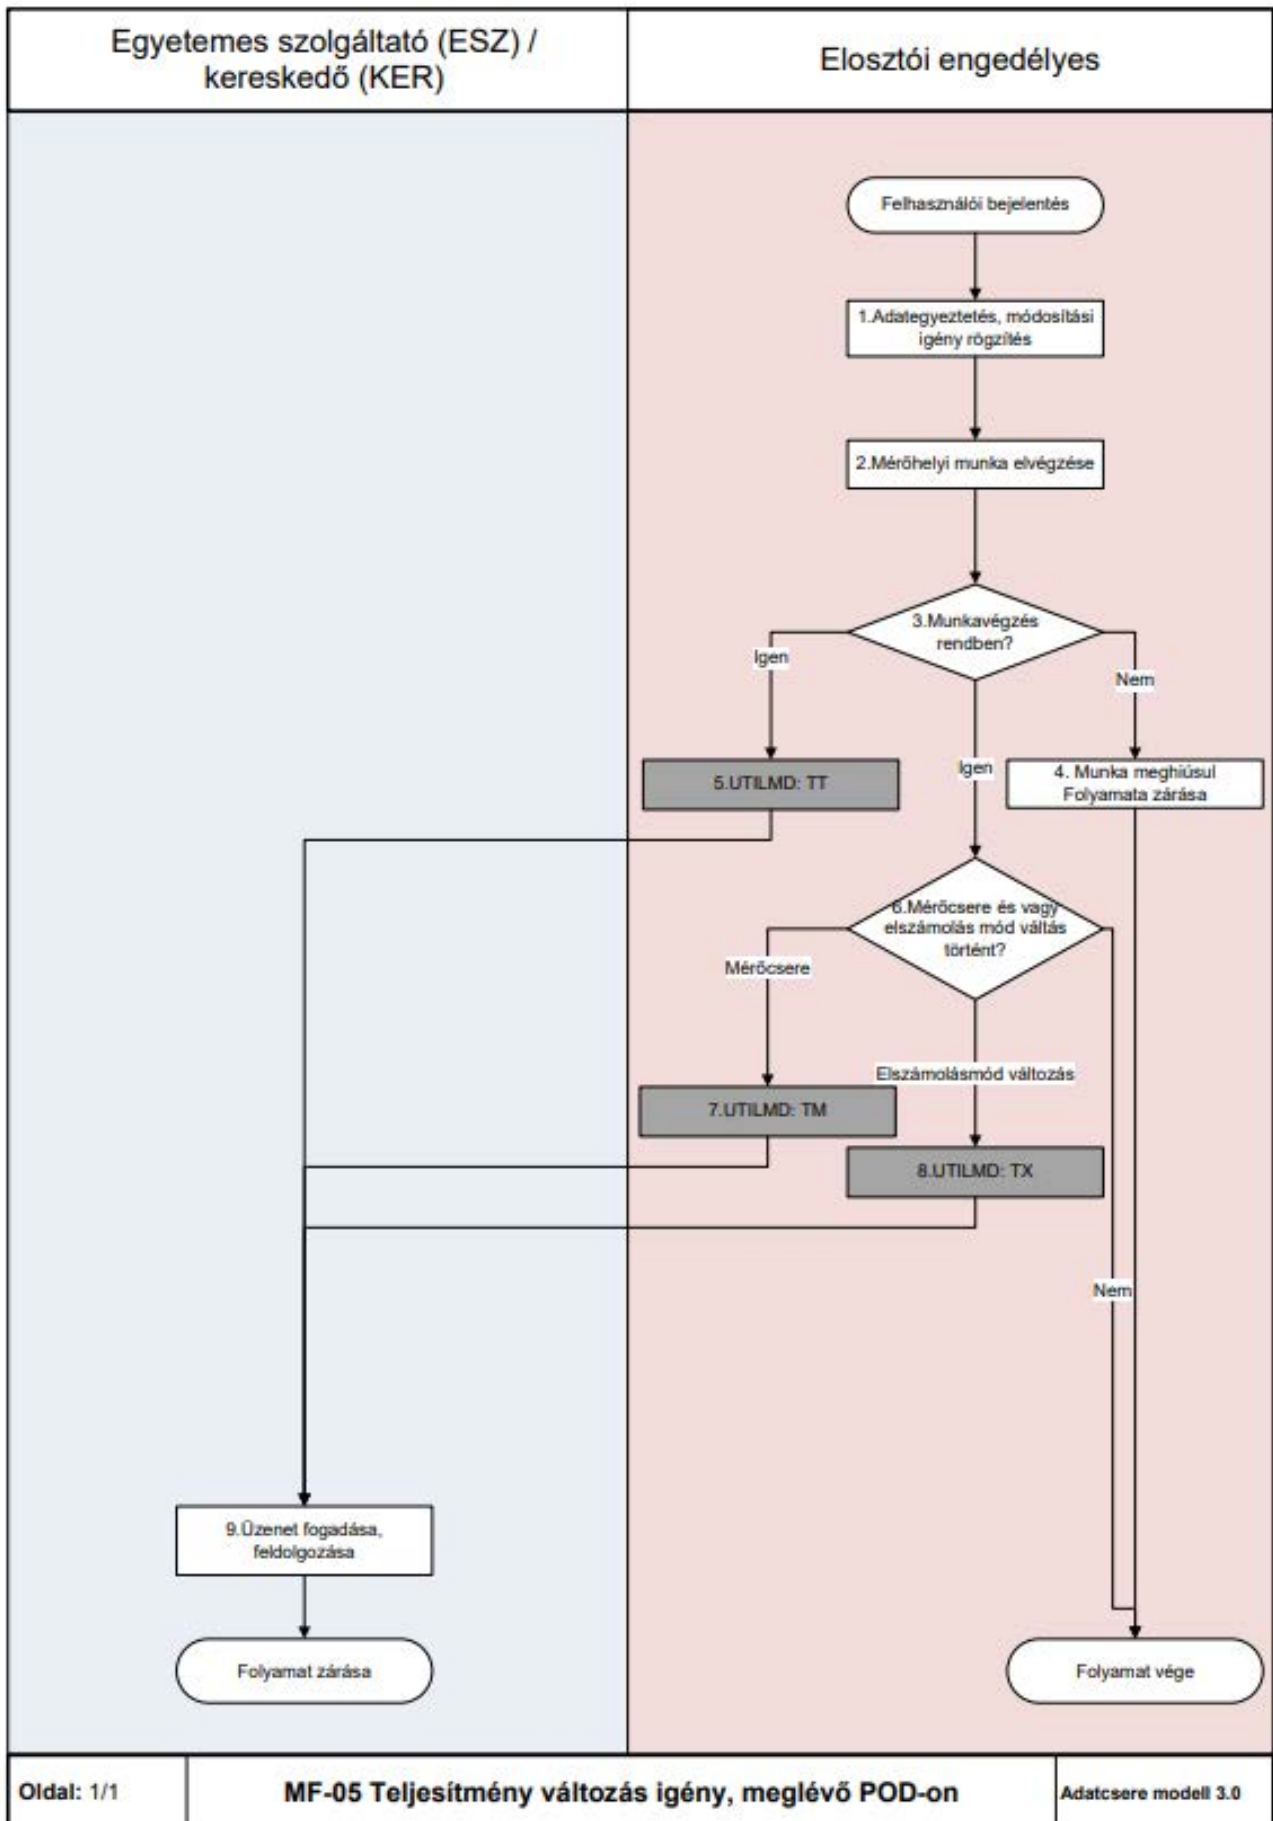 Egyetemes szolgáltató (ESZ) /
kereskedő (KER)
Elosztói engedélyes
Felhasználói bejelentés
1.Adategyeztetés, módosítási
igény rögzítés
2.Mérőhelyi munka elvégzése
3.Munkavégzés
rendben?
Igen
Nem
Igen
5.UTILMD: TT
4. Munka meghiúsul
Folyamata zárása
6.Mérőcsere és vagy
elszámolás mód váltás
történt?
Mérőcsere
Elszámolásmód változás
7.UTILMD: TM
8.UTILMD: TX
Nem
9.Üzenet fogadása,
feldolgozása
Folyamat zárása
Folyamat vége
Oldal: 1/1
MF-05 Teljesítmény változás igény, meglévő POD-on
Adatcsere modell 3.0